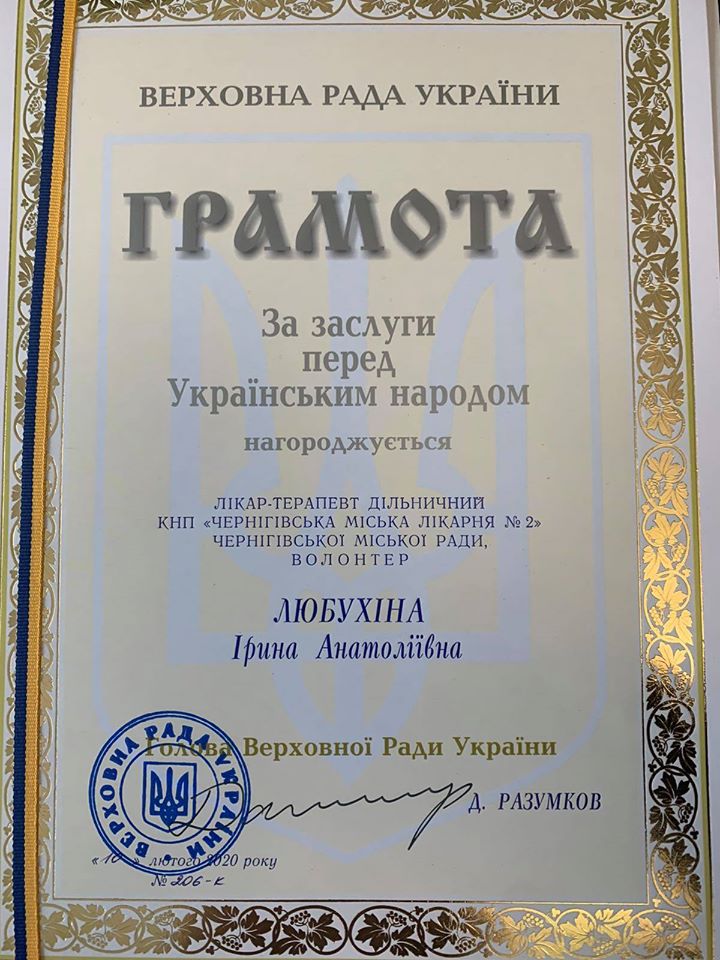 ВЕРХОВНА РАДА УКРАЇНИ
ГРАМОТА
За заслуги
перед
Українським народом
нагороджується
ЛІКАР-ТЕРАПЕВТ ДІЛЬНИЧНИЙ
КНП «ЧЕРНІГІВСЬКА МІСЬКА ЛІКАРНЯ № 2»
ЧЕРНІГІВСЬКОЇ МІСЬКОЇ РАДИ,
ВОЛОНТЕР
ЛЮБУХІНА
Ірина Анатоліївна
Голова Верховної Ради України
ВЕРХОВНА РАДА УКРАЇНИ
Д. РАЗУМКОВ
«10» лютого 2020 року
№ 206-к